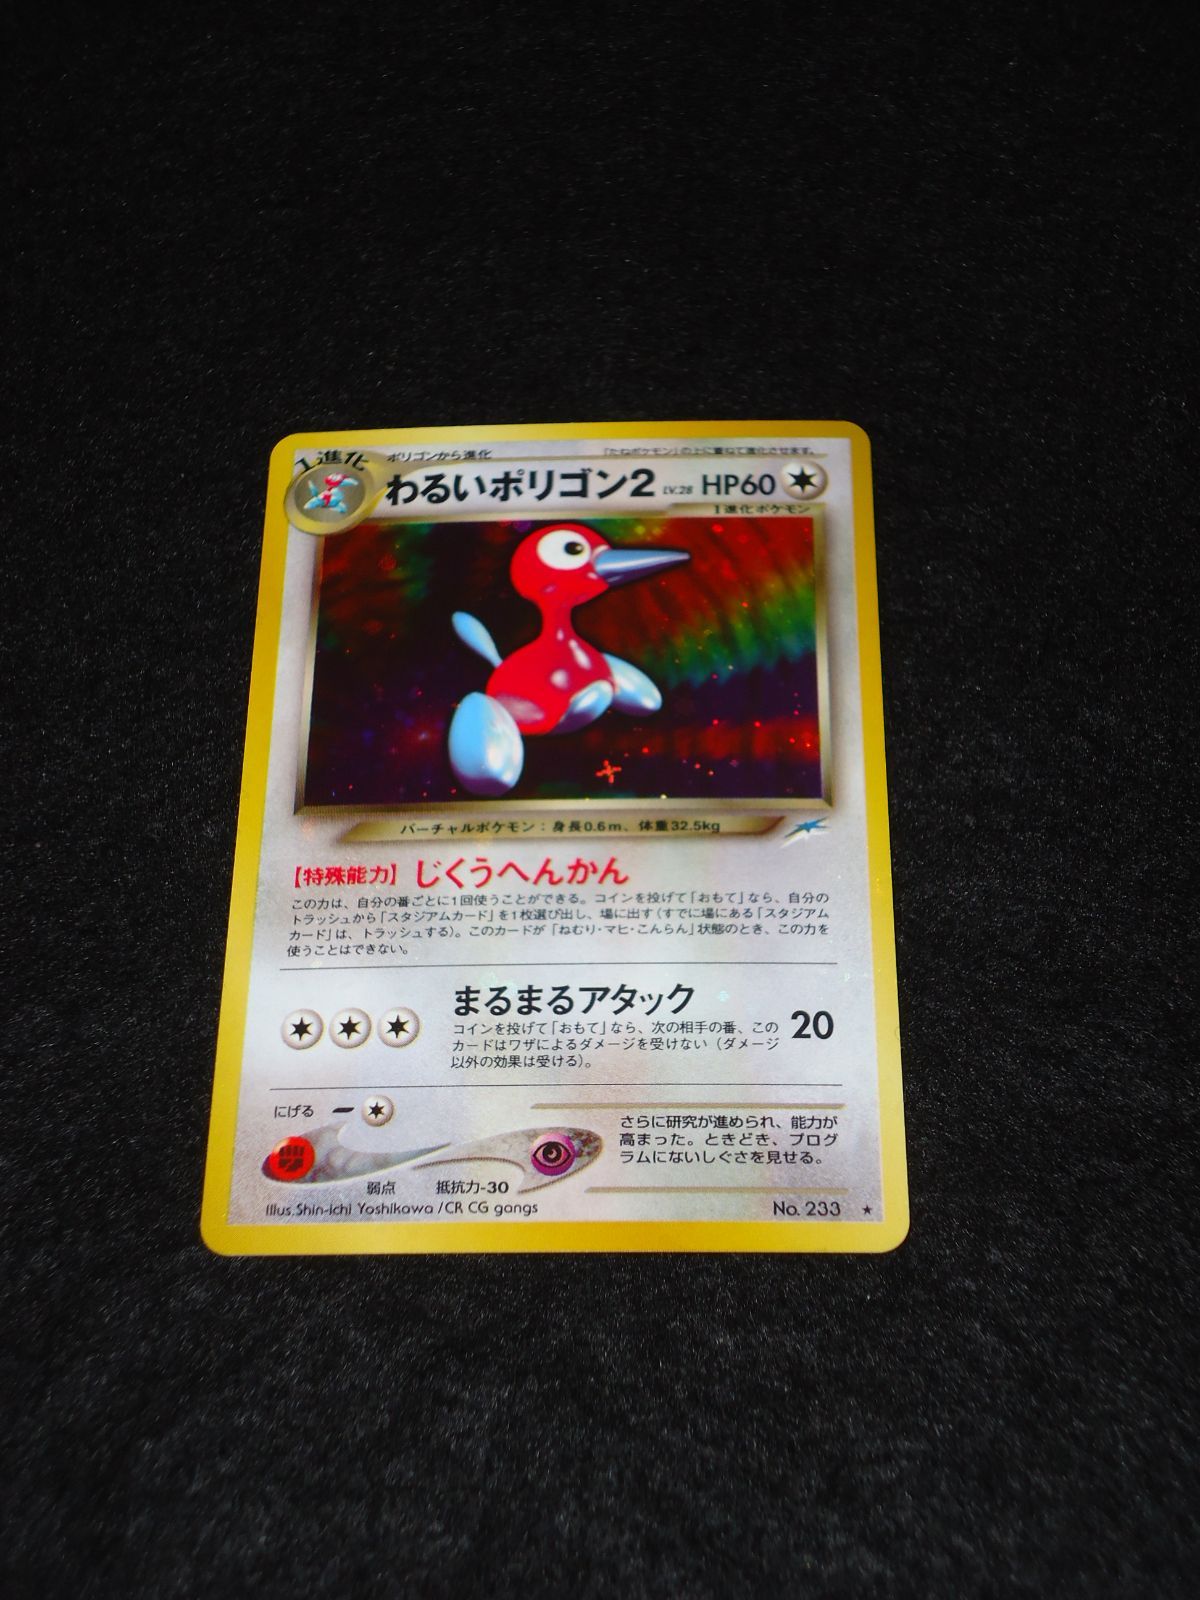 1進化
ポリゴンから進化
「たねポケモン」の上に重ねて進化させます。
わるいポリゴン2 LV.28 HP60
1進化ポケモン
バーチャルポケモン：身長0.6m、体重32.5kg
【特殊能力】じくうへんかん
この力は、自分の番ごとに1回使うことができる。コインを投げて「おもて」なら、自分の
トラッシュから「スタジアムカード」を1枚選び出し、場に出す（すでに場にある「スタジアム
カード」は、トラッシュする）。このカードが「ねむり・マヒ・こんらん」状態のとき、この力を
使うことはできない。
まるまるアタック
コインを投げて「おもて」なら、次の相手の番、この
カードはワザによるダメージを受けない（ダメージ
以外の効果は受ける）。
20
にげる
弱点
抵抗力-30
さらに研究が進められ、能力が
高まった。ときどき、プログ
ラムにないしぐさを見せる。
Illus. Shin-ichi Yoshikawa /CR CG gangs
No. 233 ★